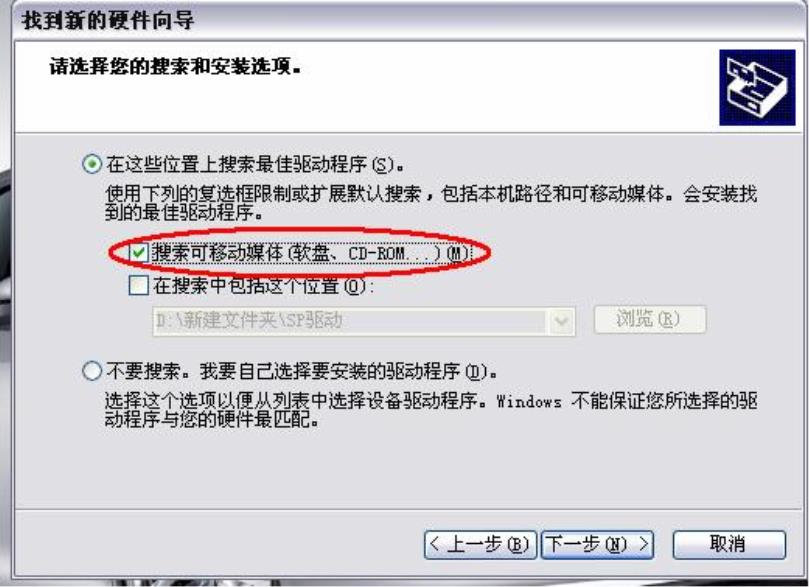 找到新的硬件向导
请选择您的搜索和安装选项。
在这些位置上搜索最佳驱动程序(S)。
使用下列的复选框限制或扩展默认搜索，包括本机路径和可移动媒体。会安装找
到的最佳驱动程序。
搜索可移动媒体(软盘、CD-ROM...)(M)
在搜索中包括这个位置(O):
D:\新建文件夹\SP驱动
浏览(R)
不要搜索。我要自己选择要安装的驱动程序(D)。
选择这个选项以便从列表中选择设备驱动程序。Windows 不能保证您所选择的驱
动程序与您的硬件最匹配。
< 上一步(B)
下一步(N) >
取消